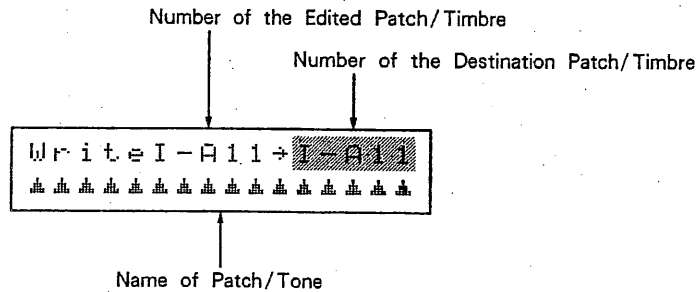 Number of the Edited Patch/Timbre
Number of the Destination Patch/Timbre
WriteI-A11→I-A11
Name of Patch/Tone